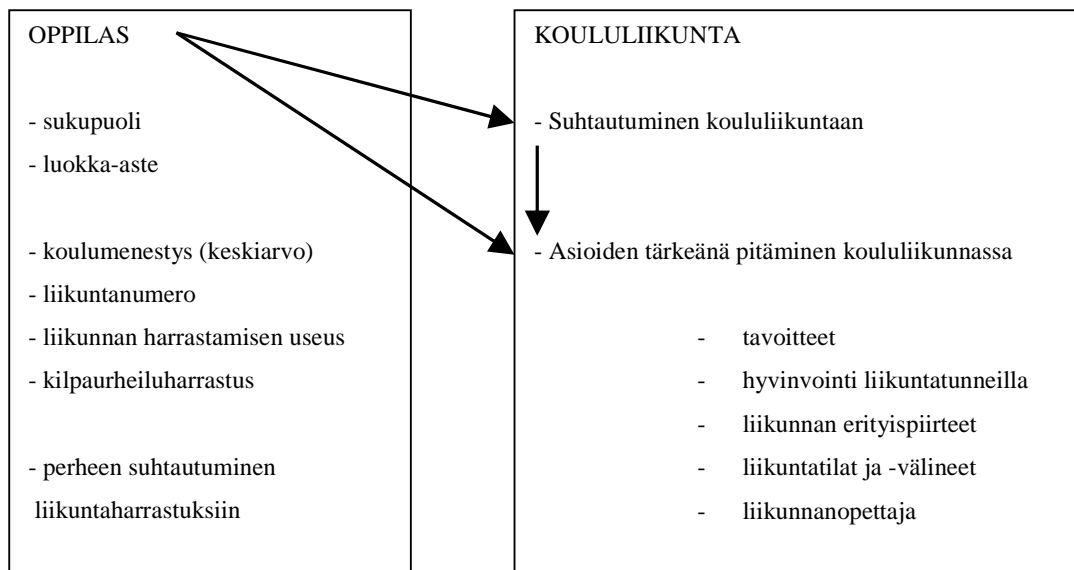 OPPILAS
- sukupuoli
- luokka-aste
- koulumenestys (keskiarvo)
- liikuntanumero
- liikunnan harrastamisen useus
- kilpaurheiluharrastus
- perheen suhtautuminen
liikuntaharrastuksiin
KOULULIIKUNTA
- Suhtautuminen koululiikuntaan
- Asioiden tärkeänä pitäminen koululiikunnassa
- tavoitteet
- hyvinvointi liikuntatunneilla
- liikunnan erityispiirteet
- liikuntatilat ja -välineet
- liikunnanopettaja